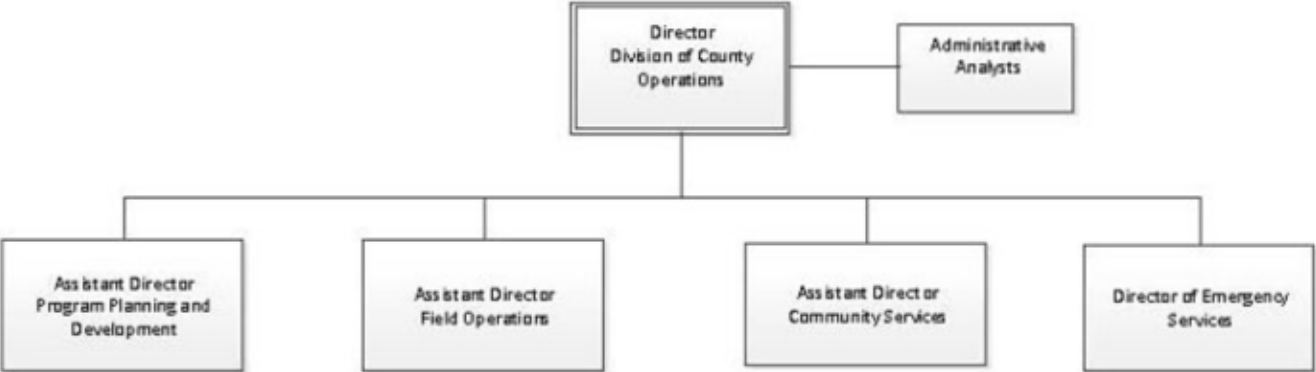 Director
Division of County
Operations
Administrative
Analysts
Assistant Director
Program Planning and
Development
Assistant Director
Field Operations
Assistant Director
Community Services
Director of Emergency
Services